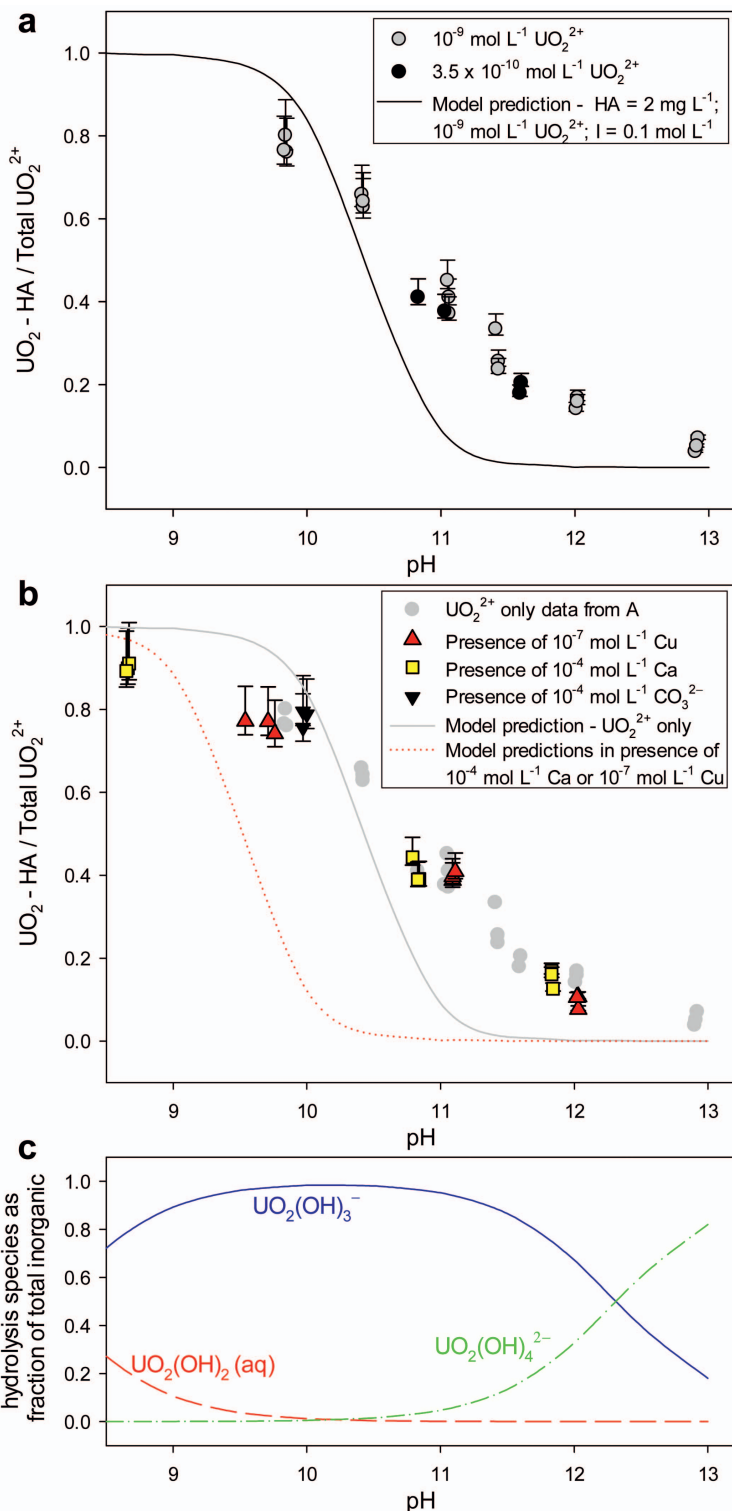 a
10⁻⁹ mol L⁻¹ UO₂²⁺
3.5 x 10⁻¹⁰ mol L⁻¹ UO₂²⁺
Model prediction - HA = 2 mg L⁻¹;
10⁻⁹ mol L⁻¹ UO₂²⁺; I = 0.1 mol L⁻¹
UO₂ - HA / Total UO₂²⁺
1.0
0.8
0.6
0.4
0.2
0.0
9 10 11 12 13
pH
b
UO₂²⁺ only data from A
Presence of 10⁻⁷ mol L⁻¹ Cu
Presence of 10⁻⁴ mol L⁻¹ Ca
Presence of 10⁻⁴ mol L⁻¹ CO₃²⁻
Model prediction - UO₂²⁺ only
Model predictions in presence of
10⁻⁴ mol L⁻¹ Ca or 10⁻⁷ mol L⁻¹ Cu
UO₂ - HA / Total UO₂²⁺
1.0
0.8
0.6
0.4
0.2
0.0
9 10 11 12 13
pH
c
hydrolysis species as
fraction of total inorganic
1.0
0.8
0.6
0.4
0.2
0.0
UO₂(OH)₃⁻
UO₂(OH)₄²⁻
UO₂(OH)₂ (aq)
9 10 11 12 13
pH